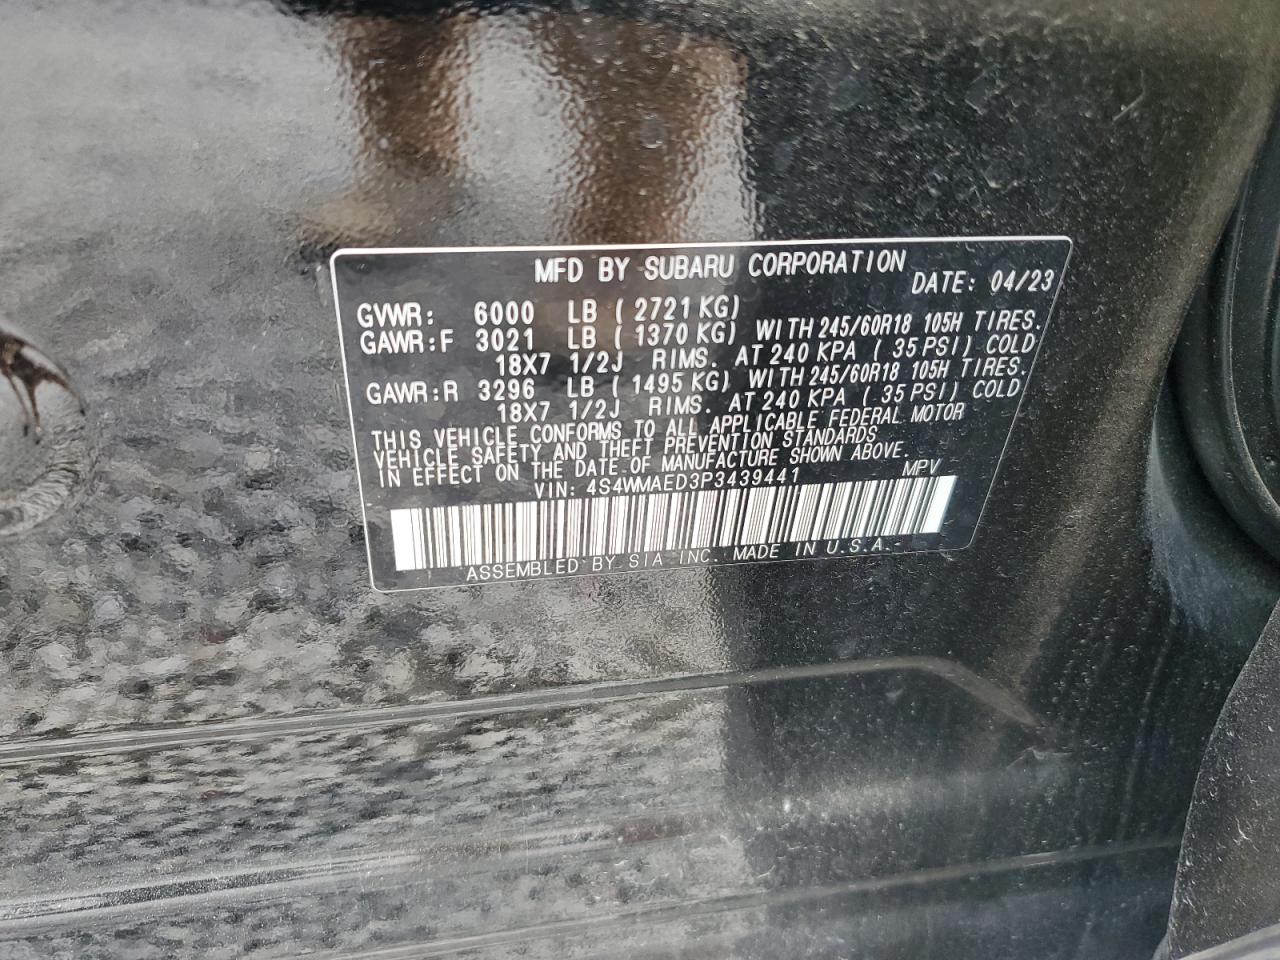 MFD BY SUBARU CORPORATION DATE: 04/23
GVWR: 6000 LB ( 2721 KG)
GAWR:F 3021 LB ( 1370 KG) WITH 245/60R18 105H TIRES.
18X7 1/2J RIMS. AT 240 KPA ( 35 PSI) COLD
GAWR:R 3296 LB ( 1495 KG) WITH 245/60R18 105H TIRES.
18X7 1/2J RIMS. AT 240 KPA ( 35 PSI) COLD
THIS VEHICLE CONFORMS TO ALL APPLICABLE FEDERAL MOTOR
VEHICLE SAFETY AND THEFT PREVENTION STANDARDS
IN EFFECT ON THE DATE OF MANUFACTURE SHOWN ABOVE.
VIN: 4S4WMAED3P3439441 MPV
ASSEMBLED BY SIA INC. MADE IN U.S.A.